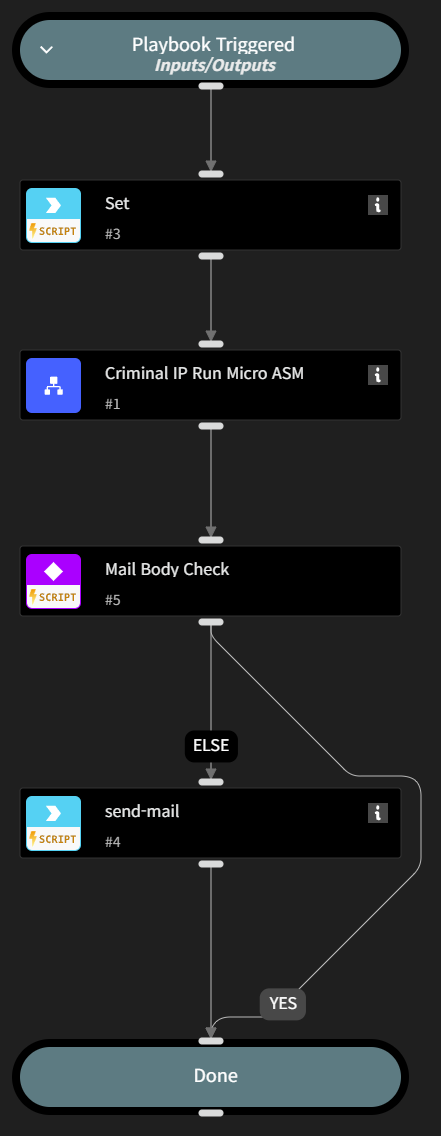 Playbook Triggered
Inputs/Outputs
Set
SCRIPT
#3
Criminal IP Run Micro ASM
#1
Mail Body Check
SCRIPT
#5
ELSE
send-mail
SCRIPT
#4
YES
Done